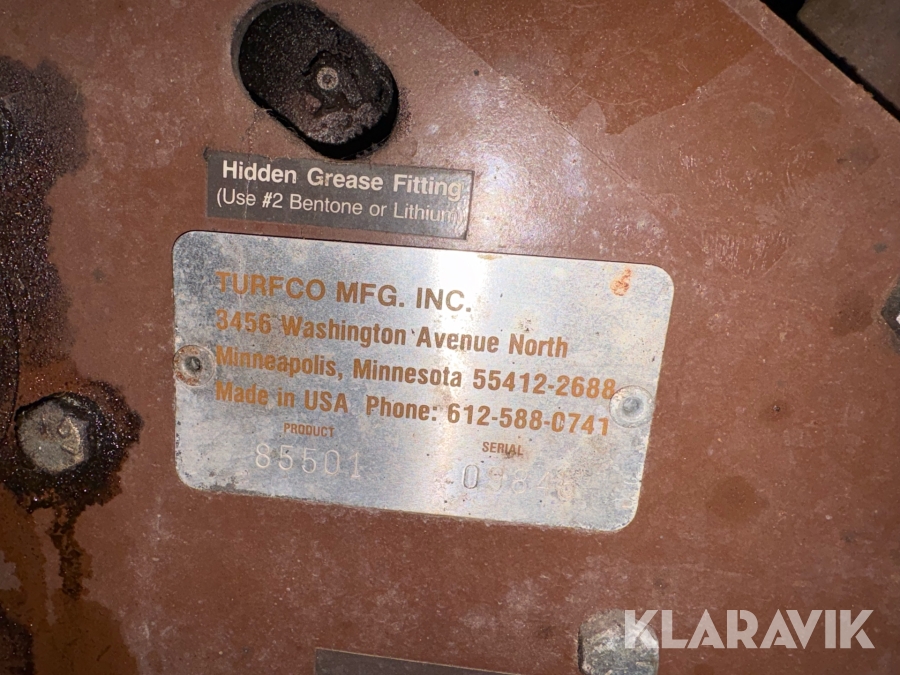 Hidden Grease Fitting
(Use #2 Bentone or Lithium)
TURFCO MFG. INC.
3456 Washington Avenue North
Minneapolis, Minnesota 55412-2688
Made in USA Phone: 612-588-0741
PRODUCT SERIAL
85501
KLARAVIK